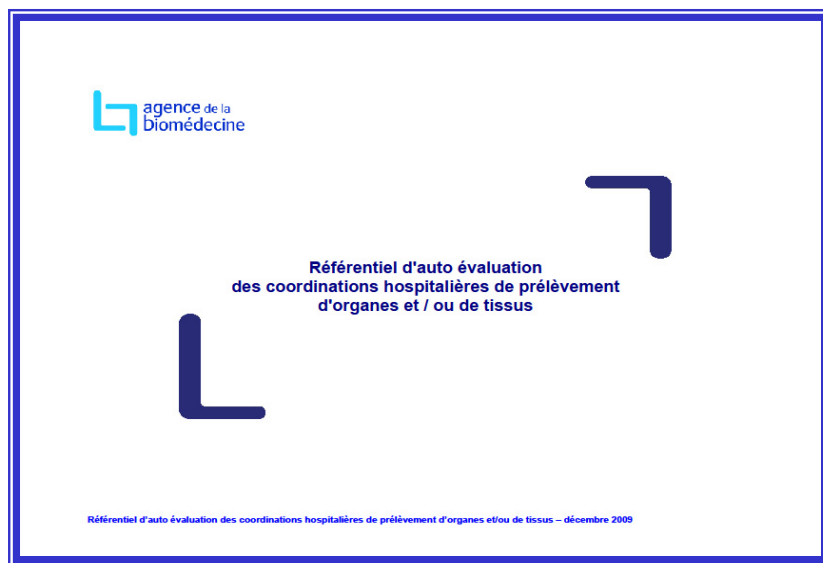 agence de la
biomédecine
Référentiel d'auto évaluation
des coordinations hospitalières de prélèvement
d'organes et / ou de tissus
Référentiel d'auto évaluation des coordinations hospitalières de prélèvement d'organes et/ou de tissus – décembre 2009